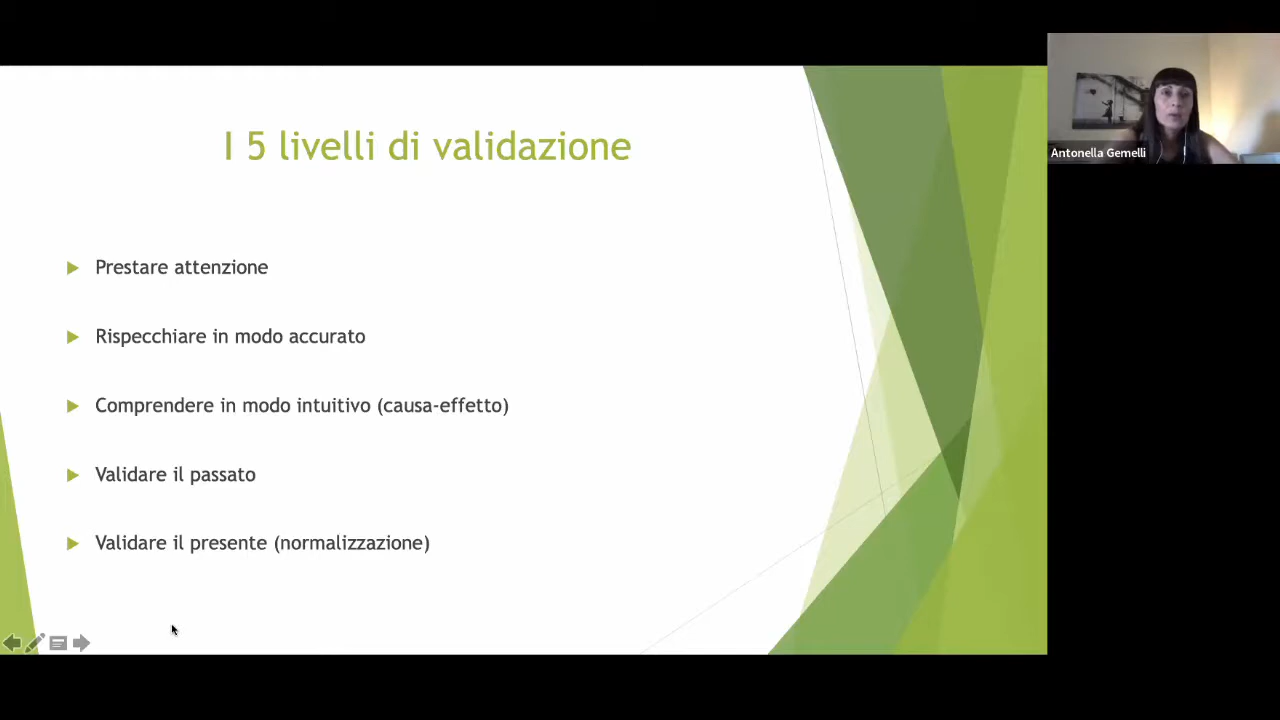 I 5 livelli di validazione
Prestare attenzione
Rispecchiare in modo accurato
Comprendere in modo intuitivo (causa-effetto)
Validare il passato
Validare il presente (normalizzazione)
Antonella Gemelli